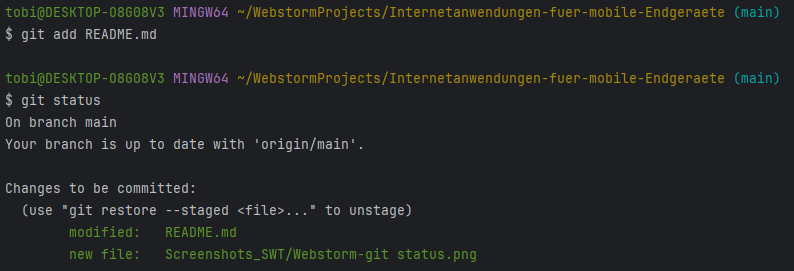 tobi@DESKTOP-O8G08V3 MINGW64 ~/WebstormProjects/Internetanwendungen-fuer-mobile-Endgeraete (main)
$ git add README.md
tobi@DESKTOP-O8G08V3 MINGW64 ~/WebstormProjects/Internetanwendungen-fuer-mobile-Endgeraete (main)
$ git status
On branch main
Your branch is up to date with 'origin/main'.
Changes to be committed:
(use "git restore --staged <file>..." to unstage)
modified: README.md
new file: Screenshots_SWT/Webstorm-git status.png